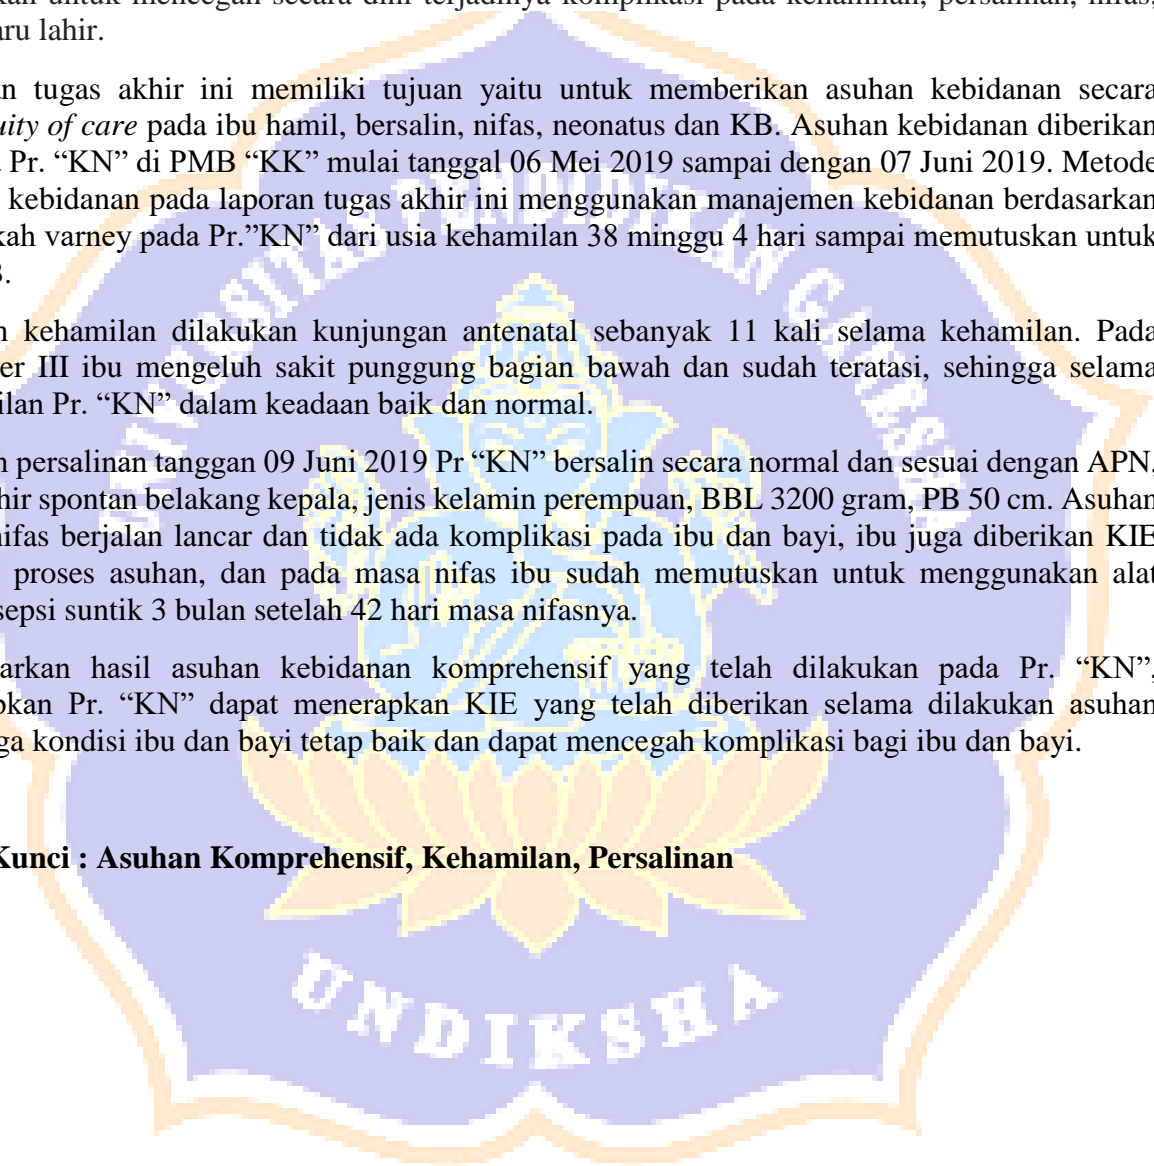 kan untuk mencegah secara dini terjadinya komplikasi pada kehamilan, persalinan, nifas,
aru lahir.
an tugas akhir ini memiliki tujuan yaitu untuk memberikan asuhan kebidanan secara
uity of care pada ibu hamil, bersalin, nifas, neonatus dan KB. Asuhan kebidanan diberikan
Pr. “KN” di PMB “KK” mulai tanggal 06 Mei 2019 sampai dengan 07 Juni 2019. Metode
kebidanan pada laporan tugas akhir ini menggunakan manajemen kebidanan berdasarkan
kah varney pada Pr.”KN” dari usia kehamilan 38 minggu 4 hari sampai memutuskan untuk
B.
n kehamilan dilakukan kunjungan antenatal sebanyak 11 kali selama kehamilan. Pada
er III ibu mengeluh sakit punggung bagian bawah dan sudah teratasi, sehingga selama
ilan Pr. “KN” dalam keadaan baik dan normal.
n persalinan tanggan 09 Juni 2019 Pr “KN” bersalin secara normal dan sesuai dengan APN,
hir spontan belakang kepala, jenis kelamin perempuan, BBL 3200 gram, PB 50 cm. Asuhan
nifas berjalan lancar dan tidak ada komplikasi pada ibu dan bayi, ibu juga diberikan KIE
proses asuhan, dan pada masa nifas ibu sudah memutuskan untuk menggunakan alat
sepsi suntik 3 bulan setelah 42 hari masa nifasnya.
arkan hasil asuhan kebidanan komprehensif yang telah dilakukan pada Pr. “KN”,
pkan Pr. “KN” dapat menerapkan KIE yang telah diberikan selama dilakukan asuhan
ga kondisi ibu dan bayi tetap baik dan dapat mencegah komplikasi bagi ibu dan bayi.
Kunci : Asuhan Komprehensif, Kehamilan, Persalinan
UNIVERSITAS PENDIDIKAN GANESHA
UNDIKSHA